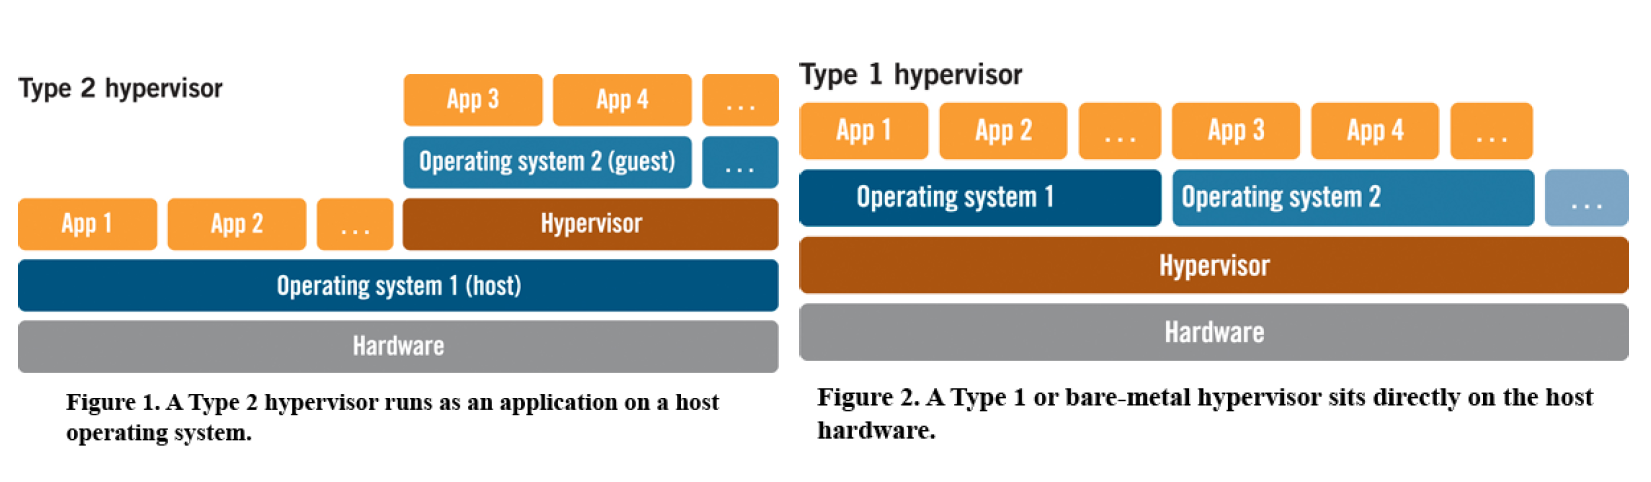 Type 2 hypervisor
App 3
App 4
...
Operating system 2 (guest)
...
App 1
App 2
...
Hypervisor
Operating system 1 (host)
Hardware
Figure 1. A Type 2 hypervisor runs as an application on a host
operating system.
Type 1 hypervisor
App 1
App 2
...
App 3
App 4
...
Operating system 1
Operating system 2
...
Hypervisor
Hardware
Figure 2. A Type 1 or bare-metal hypervisor sits directly on the host
hardware.